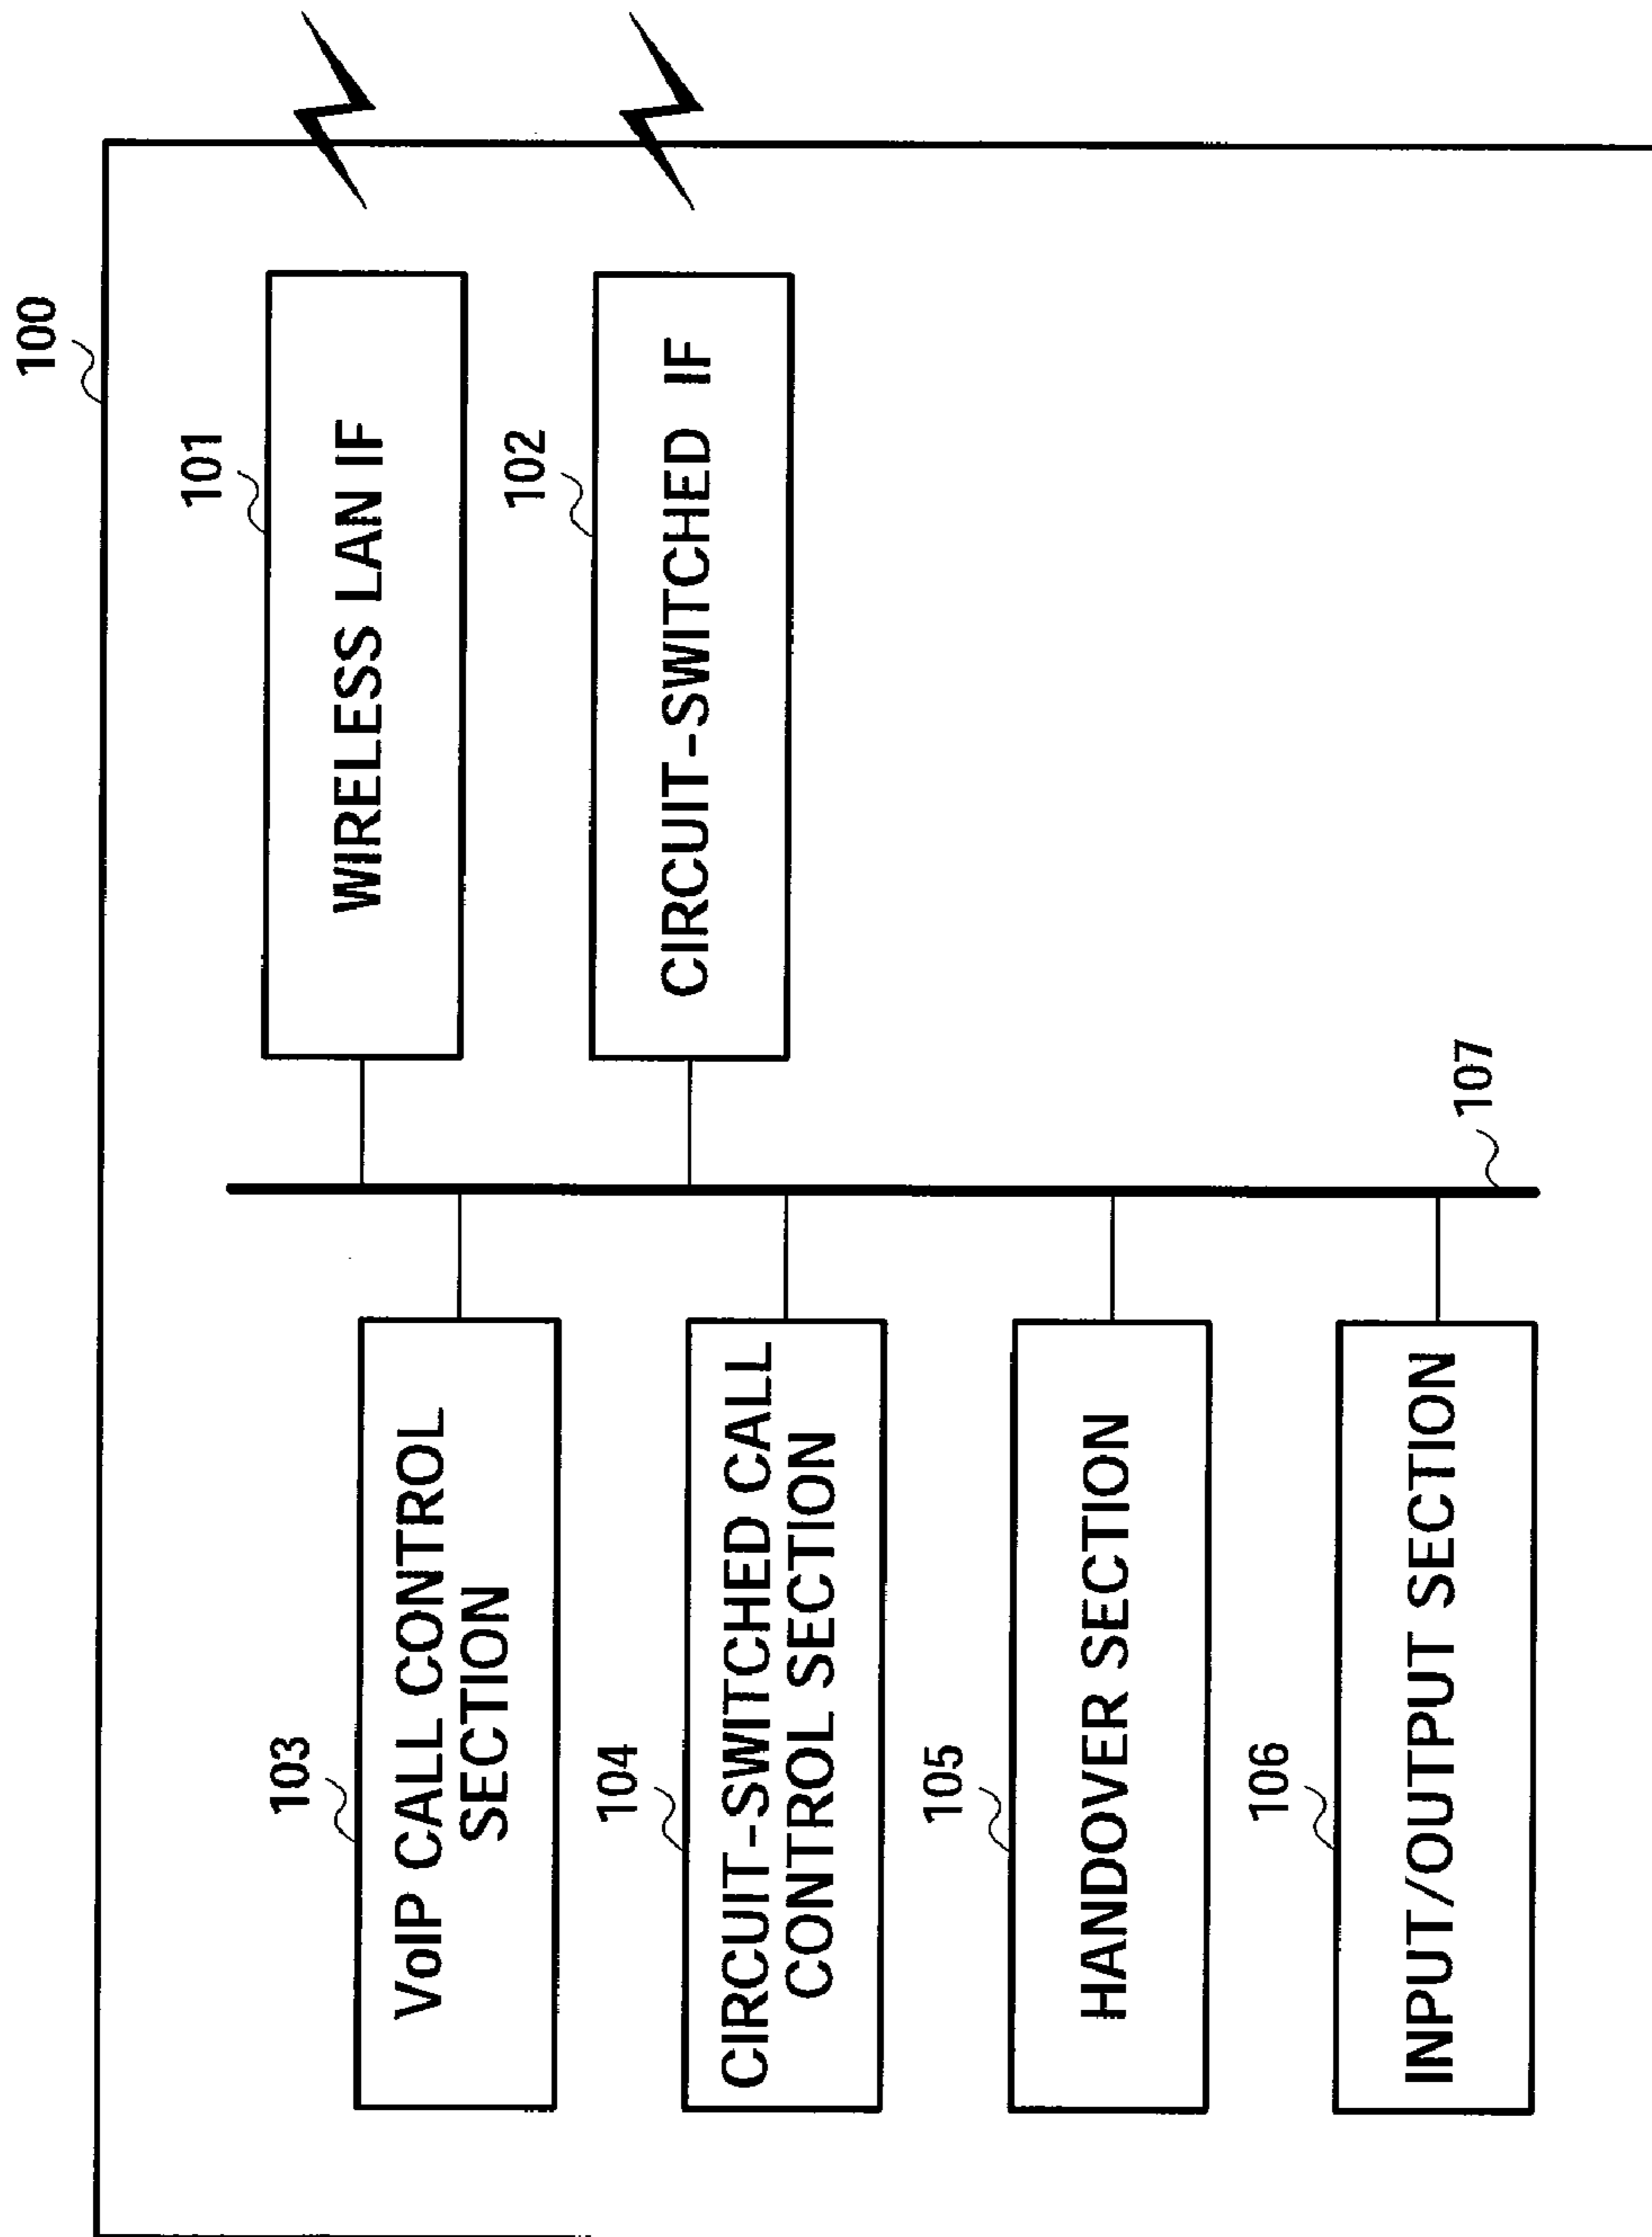 100
103
VoIP CALL CONTROL
SECTION
104
CIRCUIT-SWITCHED CALL
CONTROL SECTION
105
HANDOVER SECTION
106
INPUT/OUTPUT SECTION
101
WIRELESS LAN IF
102
CIRCUIT-SWITCHED IF
107